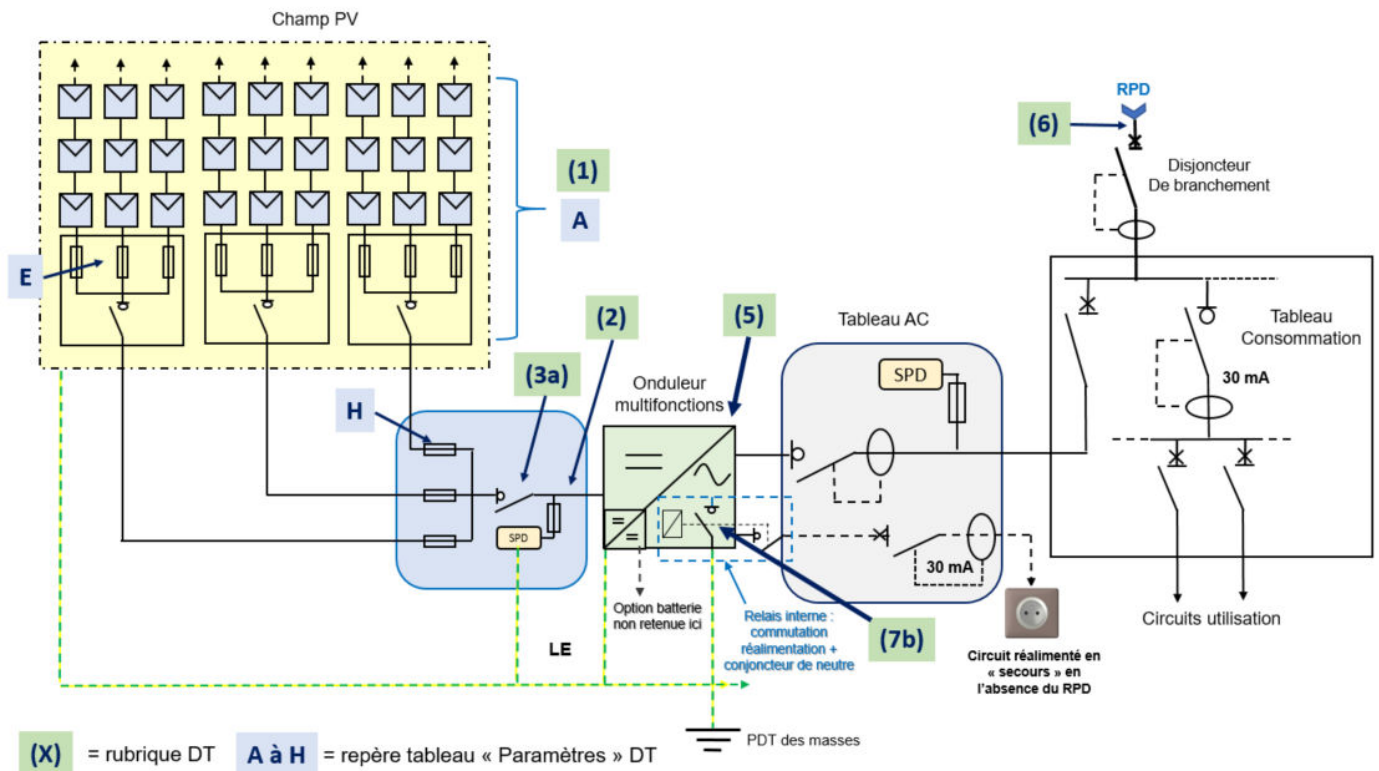 Champ PV
RPD
(6)
Disjoncteur
De branchement
(1)
A
E
(2)
(5)
Tableau AC
Tableau
Consommation
(3a)
Onduleur
multifonctions
SPD
30 mA
H
SPD
30 mA
Option batterie
non retenue ici
Relais interne :
commutation
réalimentation +
conjoncteur de neutre
(7b)
Circuits utilisation
LE
Circuit réalimenté en
« secours » en
l'absence du RPD
PDT des masses
(X) = rubrique DT A à H = repère tableau « Paramètres » DT